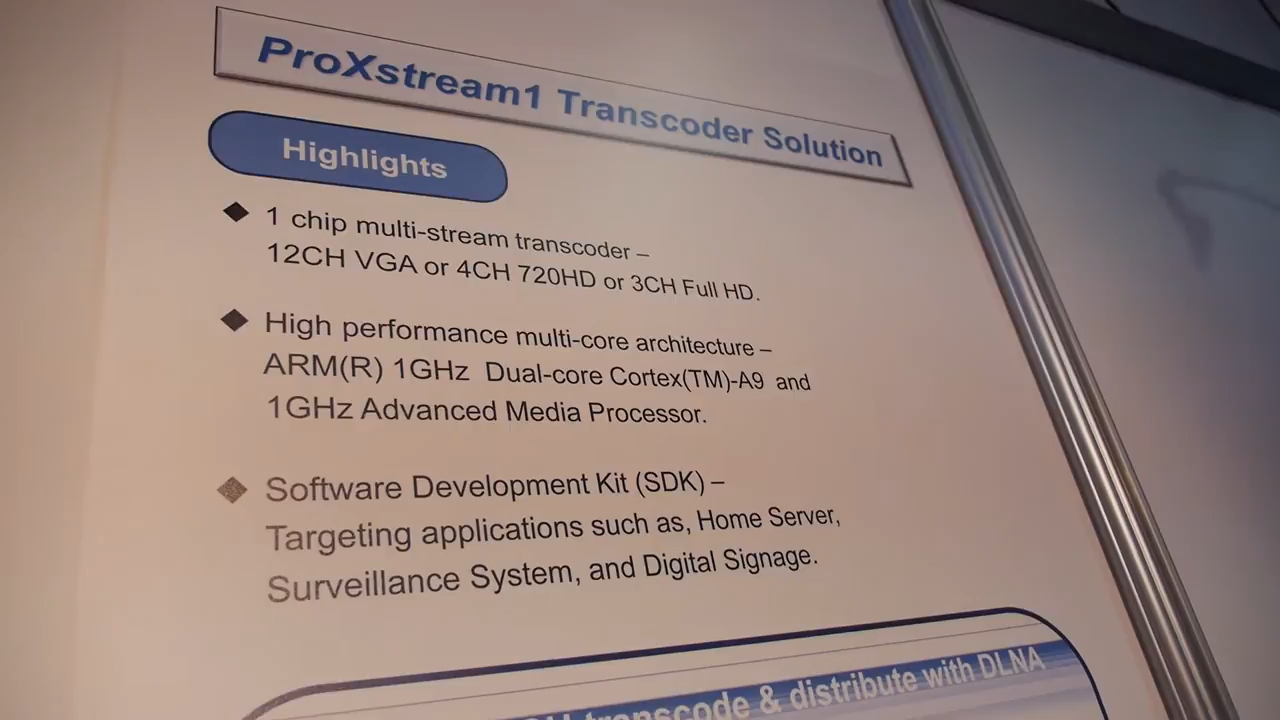 ProXstream1 Transcoder Solution
Highlights
◆ 1 chip multi-stream transcoder –
12CH VGA or 4CH 720HD or 3CH Full HD.
◆ High performance multi-core architecture –
ARM(R) 1GHz Dual-core Cortex(TM)-A9 and
1GHz Advanced Media Processor.
◆ Software Development Kit (SDK) –
Targeting applications such as, Home Server,
Surveillance System, and Digital Signage.
transcode & distribute with DLNA